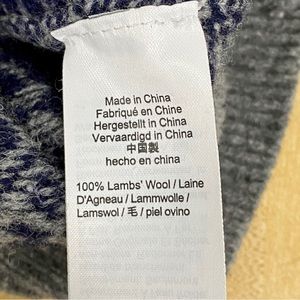 Made in China
Fabriqué en Chine
Hergestellt in China
Vervaardigd in China
中国製
hecho en china
100% Lambs' Wool / Laine
D'Agneau / Lammwolle /
Lamswol / 毛 / piel ovino